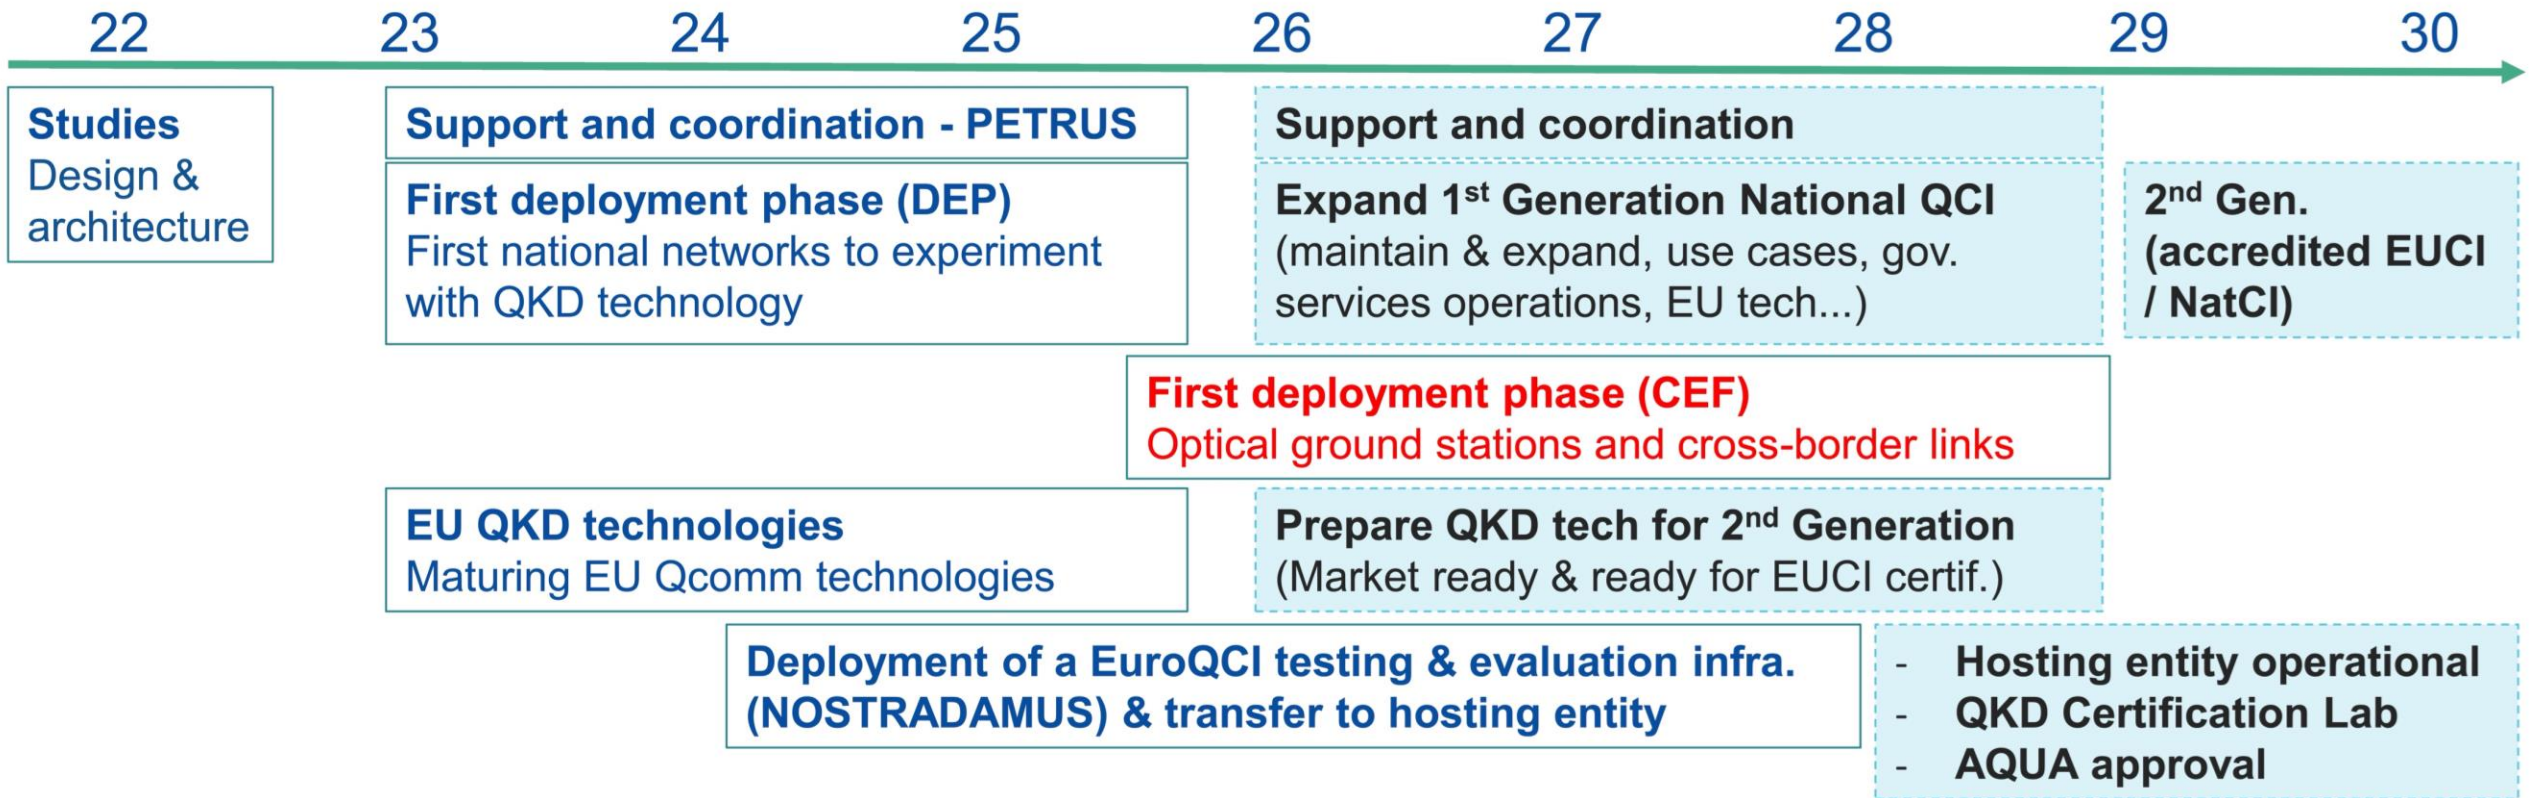 22 23 24 25 26 27 28 29 30
Studies
Design &
architecture
Support and coordination - PETRUS
First deployment phase (DEP)
First national networks to experiment
with QKD technology
Support and coordination
Expand 1st Generation National QCI
(maintain & expand, use cases, gov.
services operations, EU tech...)
2nd Gen.
(accredited EUCI
/ NatCI)
First deployment phase (CEF)
Optical ground stations and cross-border links
EU QKD technologies
Maturing EU Qcomm technologies
Prepare QKD tech for 2nd Generation
(Market ready & ready for EUCI certif.)
Deployment of a EuroQCI testing & evaluation infra.
(NOSTRADAMUS) & transfer to hosting entity
- Hosting entity operational
- QKD Certification Lab
- AQUA approval